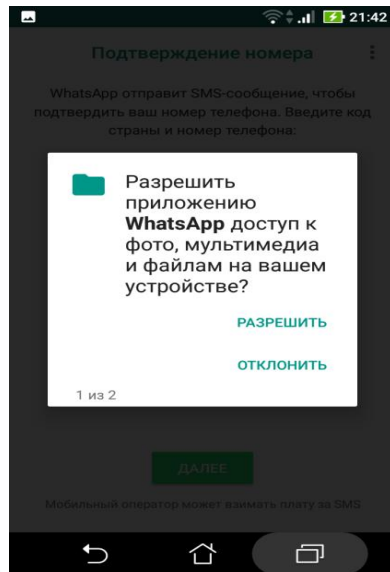 21:42
Подтверждение номера
WhatsApp отправит SMS-сообщение, чтобы
подтвердить ваш номер телефона. Введите код
страны и номер телефона:
Разрешить
приложению
WhatsApp доступ к
фото, мультимедиа
и файлам на вашем
устройстве?
РАЗРЕШИТЬ
ОТКЛОНИТЬ
1 из 2
ДАЛЕЕ
Мобильный оператор может взимать плату за SMS